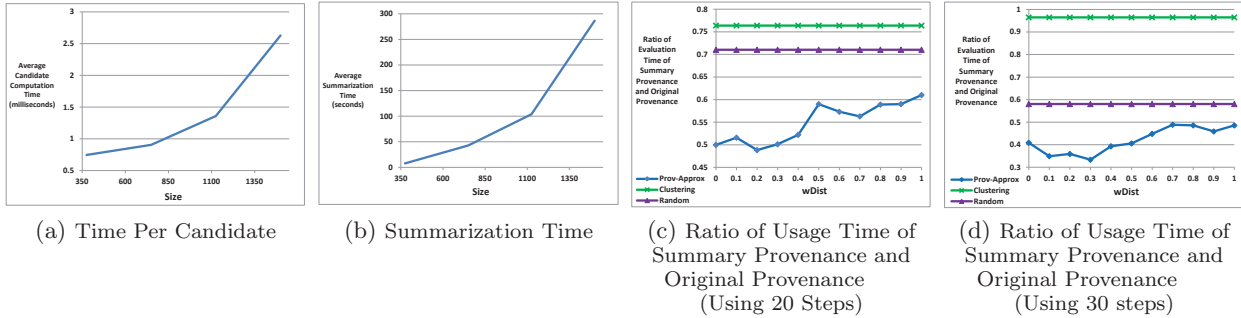 3
2.5
2
1.5
1
0.5
Average
Candidate
Computation
Time
(milliseconds)
350 600 850 1100 1350
Size
(a) Time Per Candidate
300
250
200
150
100
50
0
Average
Summarization
Time
(seconds)
350 600 850 1100 1350
Size
(b) Summarization Time
0.8
0.75
0.7
0.65
0.6
0.55
0.5
0.45
Ratio of
Evaluation
Time of
Summary
Provenance
and Original
Provenance
0 0.1 0.2 0.3 0.4 0.5 0.6 0.7 0.8 0.9 1
wDist
Prov-Approx
Clustering
Random
(c) Ratio of Usage Time of
Summary Provenance and
Original Provenance
(Using 20 Steps)
1
0.9
0.8
0.7
0.6
0.5
0.4
0.3
Ratio of
Evaluation
Time of
Summary
Provenance
and Original
Provenance
0 0.1 0.2 0.3 0.4 0.5 0.6 0.7 0.8 0.9 1
wDist
Prov-Approx
Clustering
Random
(d) Ratio of Usage Time of
Summary Provenance and
Original Provenance
(Using 30 steps)